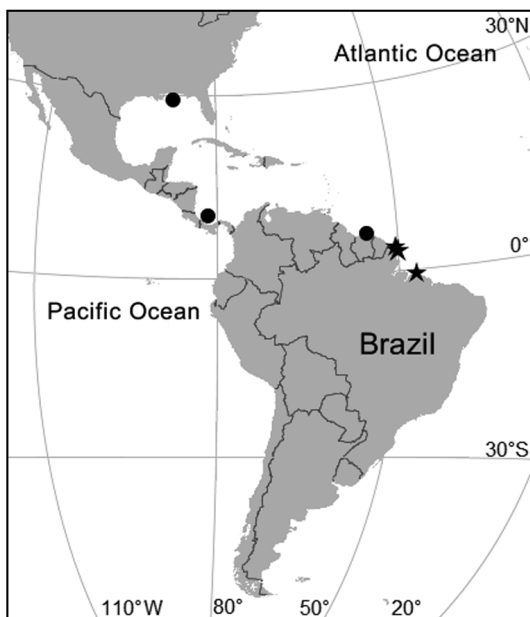 30°N
Atlantic Ocean
0°
Pacific Ocean
Brazil
30°S
110°W 80° 50° 20°